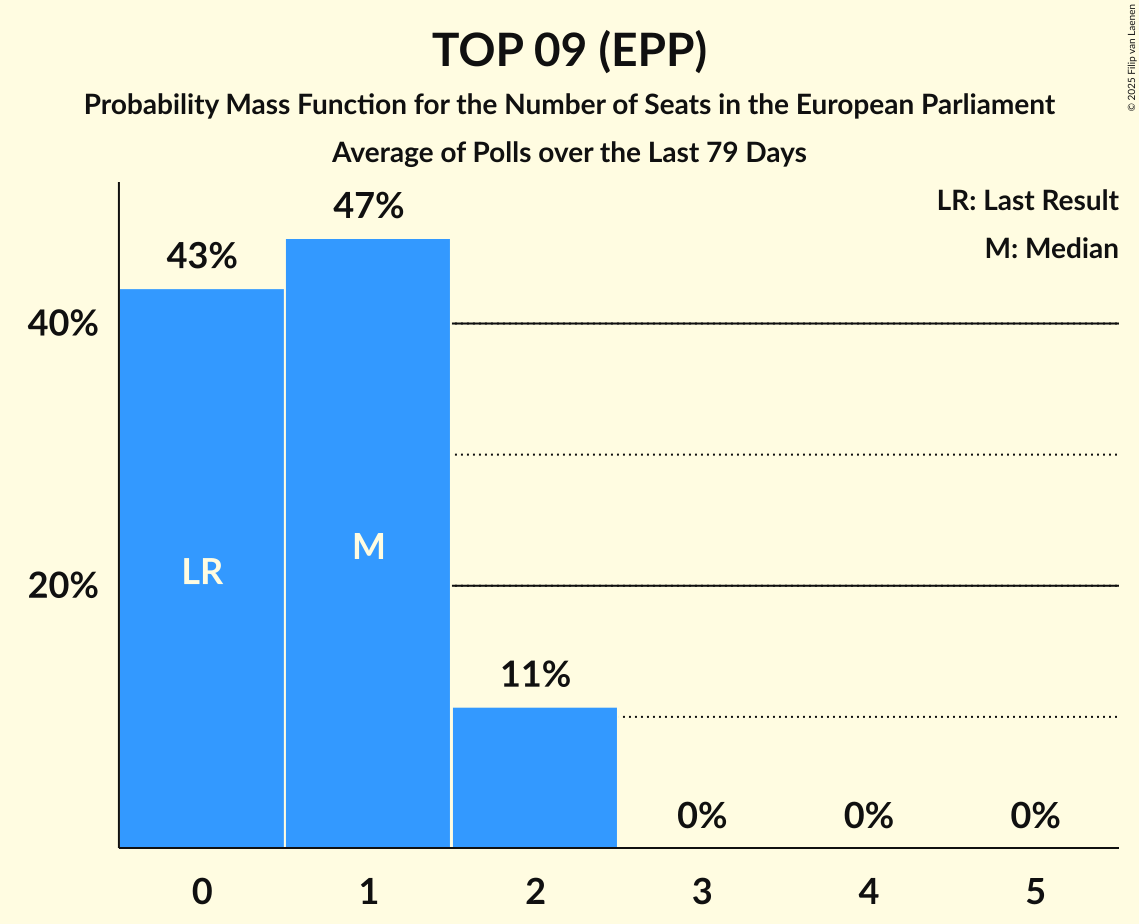 TOP 09 (EPP)
Probability Mass Function for the Number of Seats in the European Parliament
Average of Polls over the Last 79 Days
© 2025 Filip van Laenen
LR: Last Result
M: Median
47%
43%
40%
M
LR
20%
11%
0% 0% 0%
0 1 2 3 4 5